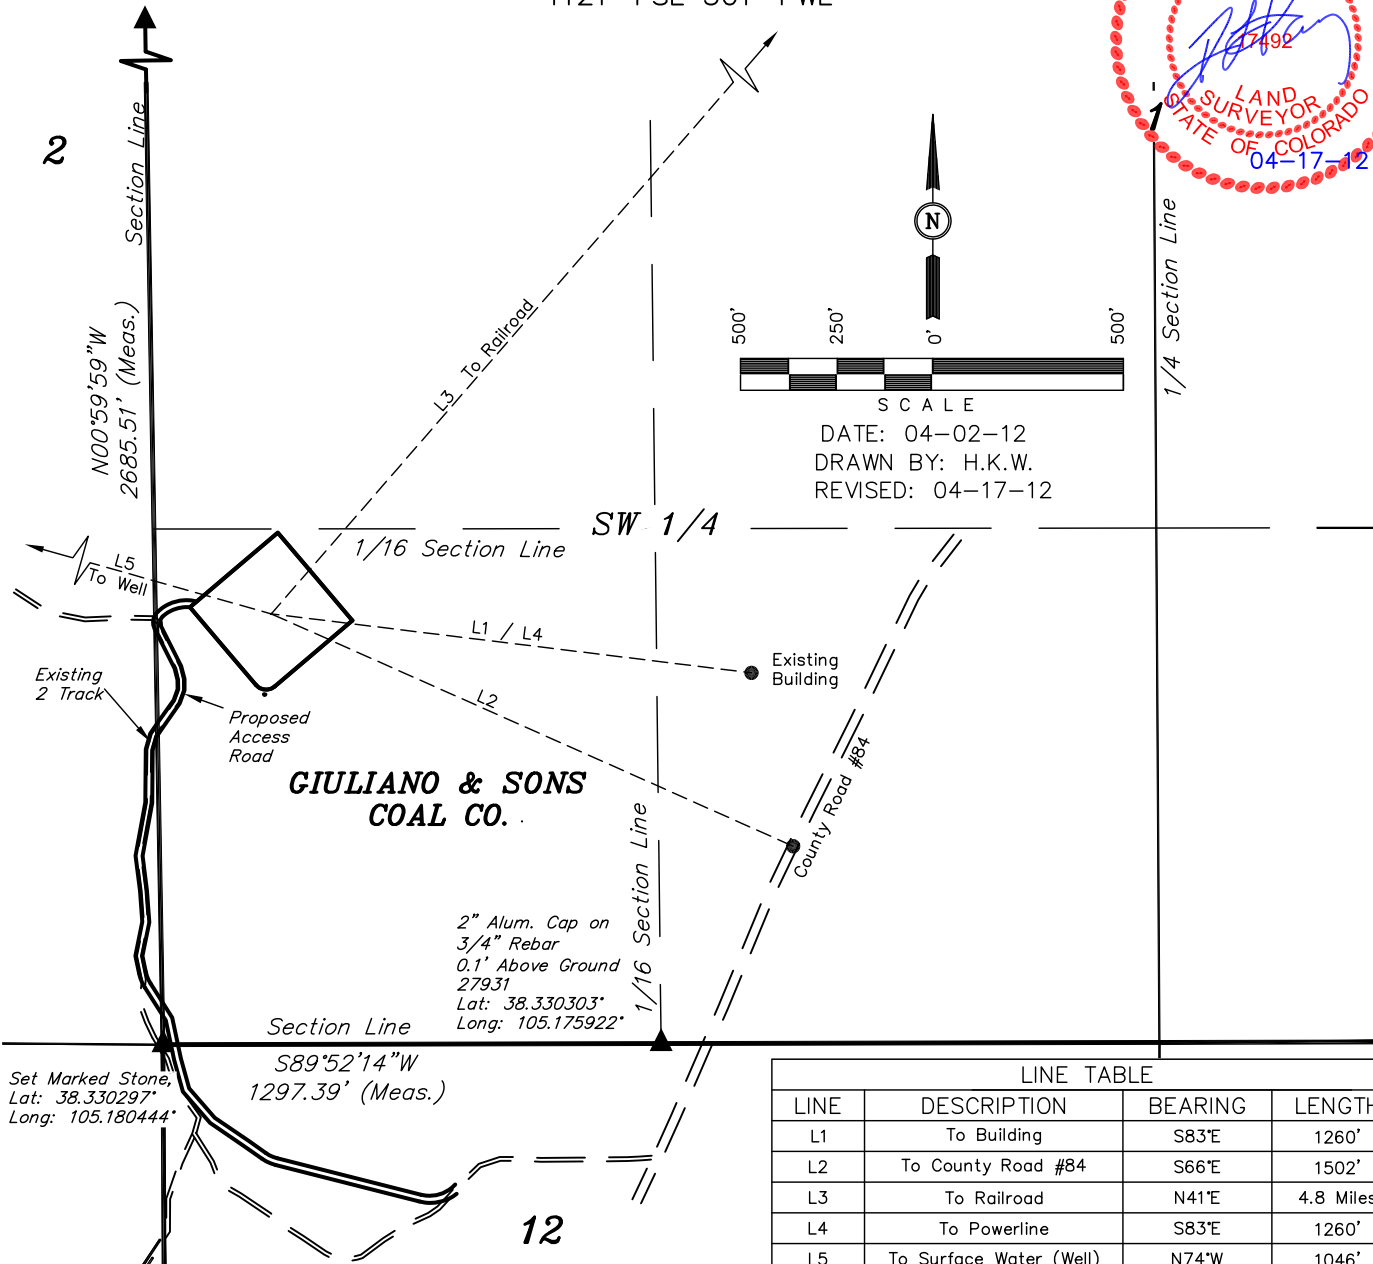 17492
LAND
SURVEYOR
STATE OF COLORADO
04-17-12
2
1
Section Line
N00°59'59"W
2685.51' (Meas.)
L3 To Railroad
N
1/4 Section Line
500'
250'
0'
500'
SCALE
DATE: 04-02-12
DRAWN BY: H.K.W.
REVISED: 04-17-12
SW 1/4
1/16 Section Line
L5
To Well
L1 / L4
Existing
Building
L2
Existing
2 Track
Proposed
Access
Road
County Road #84
GIULIANO & SONS
COAL CO.
1/16 Section Line
2" Alum. Cap on
3/4" Rebar
0.1' Above Ground
27931
Lat: 38.330303°
Long: 105.175922°
Section Line
S89°52'14"W
1297.39' (Meas.)
Set Marked Stone,
Lat: 38.330297°
Long: 105.180444°
12
LINE TABLE
LINE DESCRIPTION BEARING LENGTH
L1 To Building S83°E 1260'
L2 To County Road #84 S66°E 1502'
L3 To Railroad N41°E 4.8 Miles
L4 To Powerline S83°E 1260'
L5 To Surface Water (Well) N74°W 1046'